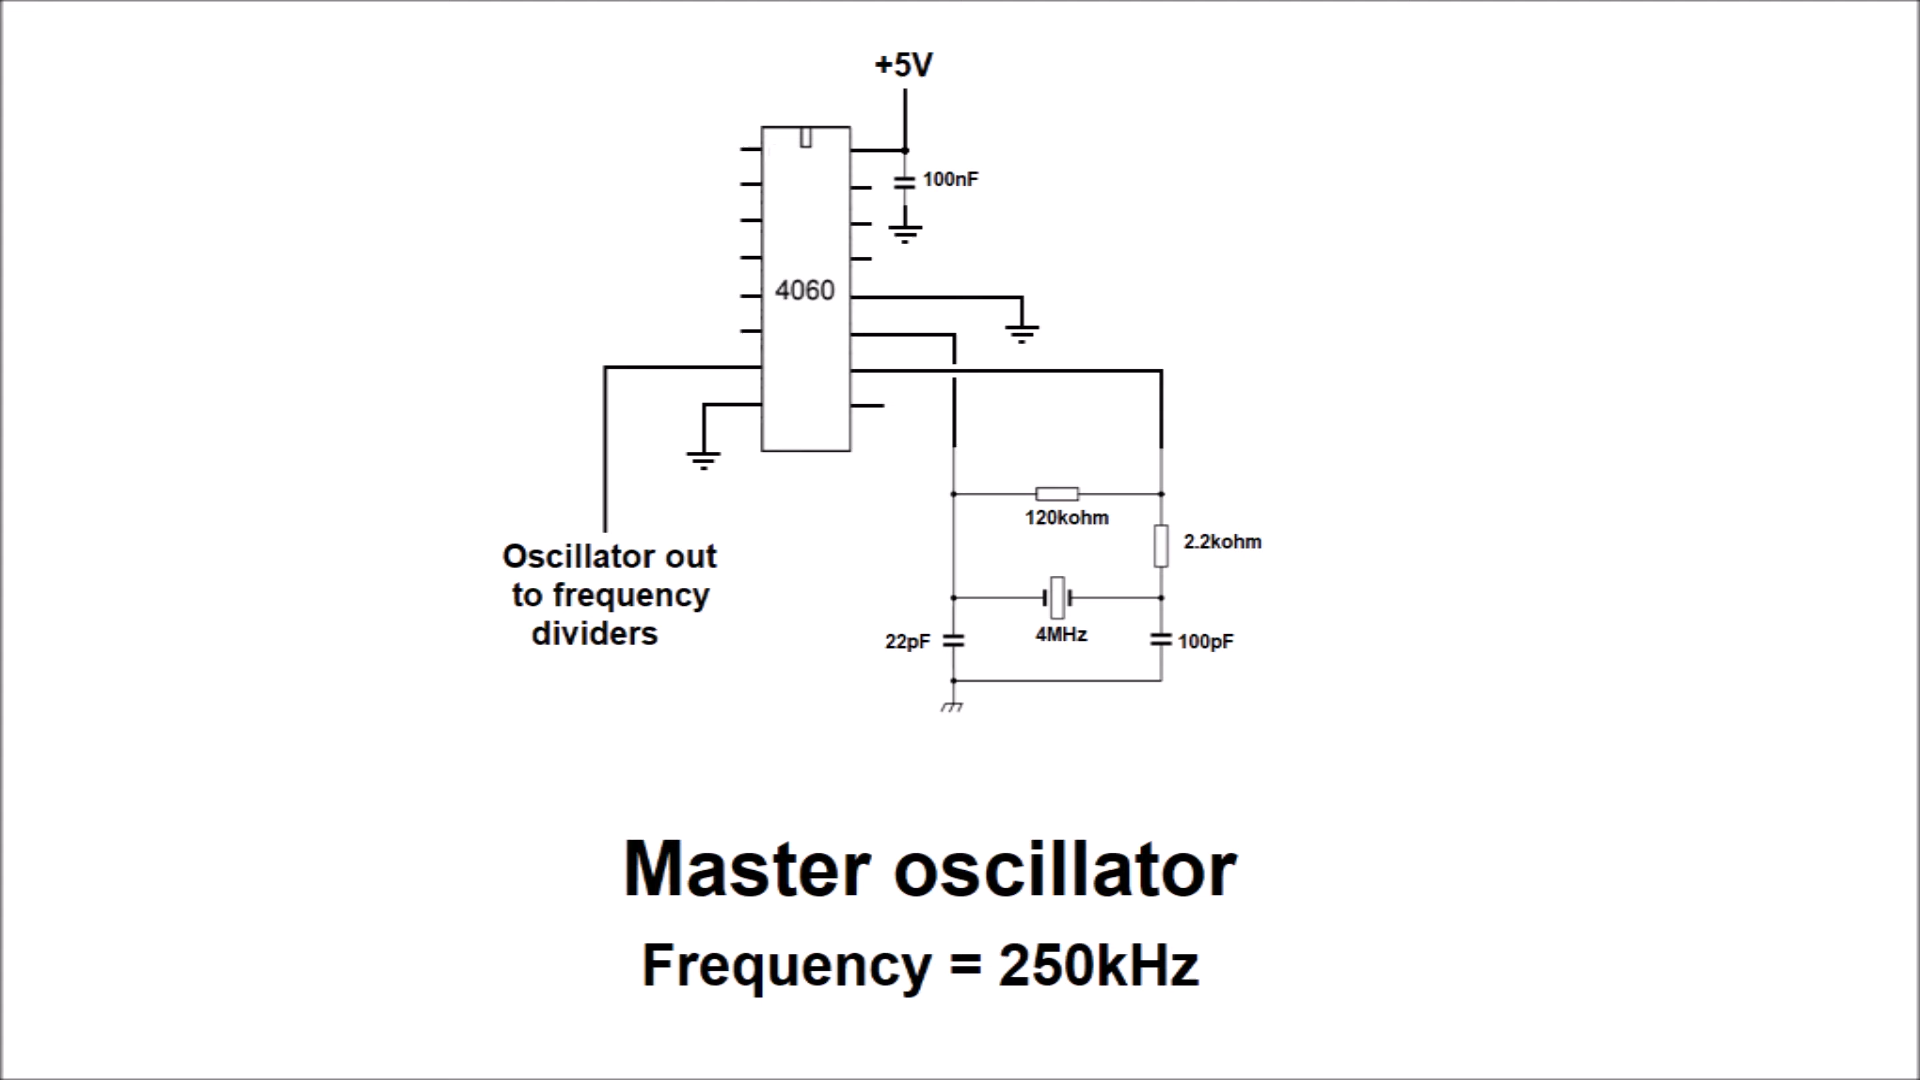 +5V
100nF
4060
Oscillator out
to frequency
dividers
120kohm
2.2kohm
4MHz
22pF
100pF
Master oscillator
Frequency = 250kHz